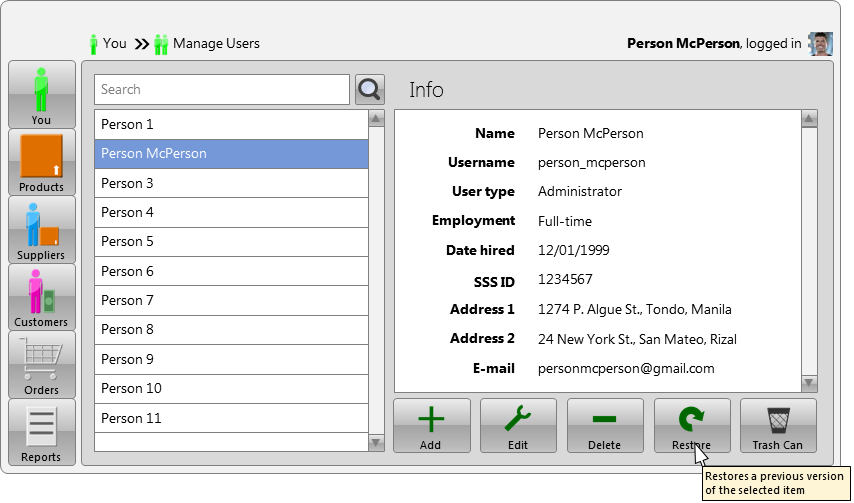 You » Manage Users
Person McPerson, logged in
You
Products
Suppliers
Customers
Orders
Reports
Search
Person 1
Person McPerson
Person 3
Person 4
Person 5
Person 6
Person 7
Person 8
Person 9
Person 10
Person 11
Info
Name Person McPerson
Username person_mcperson
User type Administrator
Employment Full-time
Date hired 12/01/1999
SSS ID 1234567
Address 1 1274 P. Algue St., Tondo, Manila
Address 2 24 New York St., San Mateo, Rizal
E-mail personmcperson@gmail.com
Add
Edit
Delete
Restore
Trash Can
Restores a previous version
of the selected item